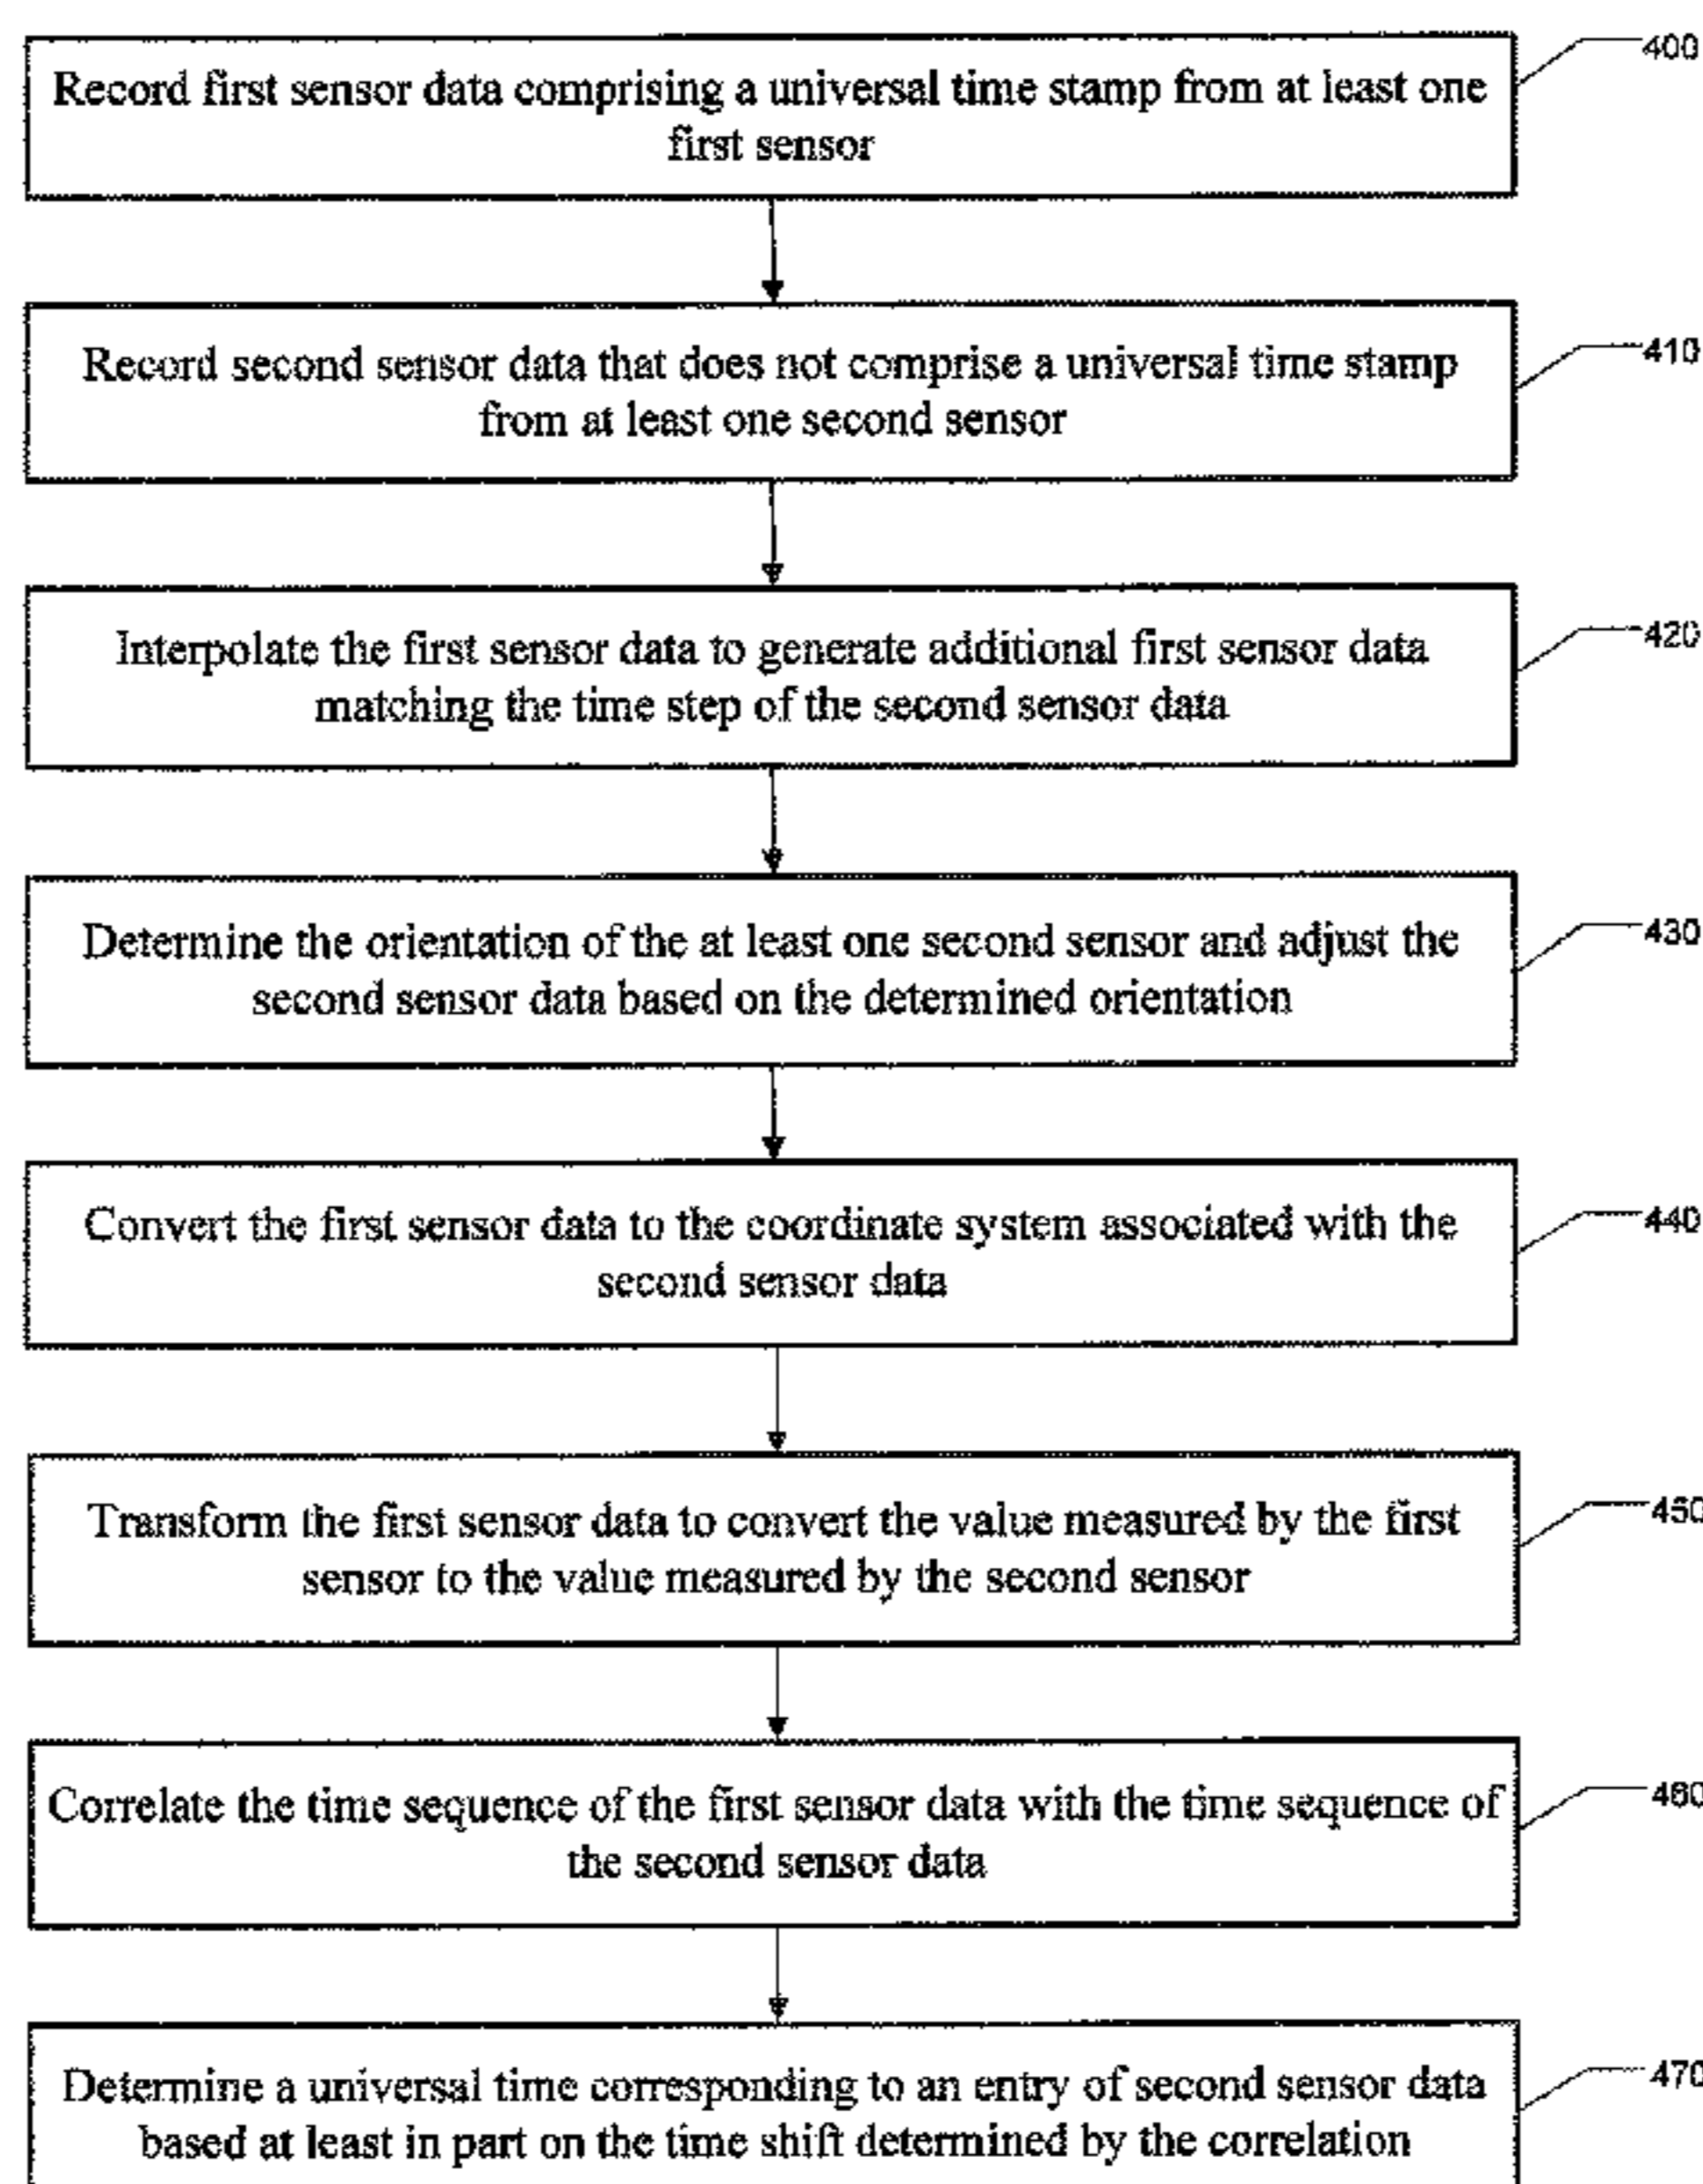 Record first sensor data comprising a universal time stamp from at least one
first sensor
400
Record second sensor data that does not comprise a universal time stamp
from at least one second sensor
410
Interpolate the first sensor data to generate additional first sensor data
matching the time step of the second sensor data
420
Determine the orientation of the at least one second sensor and adjust the
second sensor data based on the determined orientation
430
Convert the first sensor data to the coordinate system associated with the
second sensor data
440
Transform the first sensor data to convert the value measured by the first
sensor to the value measured by the second sensor
450
Correlate the time sequence of the first sensor data with the time sequence of
the second sensor data
460
Determine a universal time corresponding to an entry of second sensor data
based at least in part on the time shift determined by the correlation
470